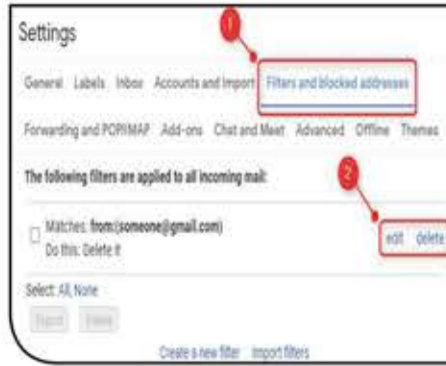 Settings
1
General Labels Inbox Accounts and Import Filters and blocked addresses
Forwarding and POP/IMAP Add-ons Chat and Meet Advanced Offline Themes
The following filters are applied to all incoming mail:
2
Matches: from:(someone@gmail.com)
edit delete
Do this: Delete it
Select: All, None
Export Delete
Create a new filter Import filters